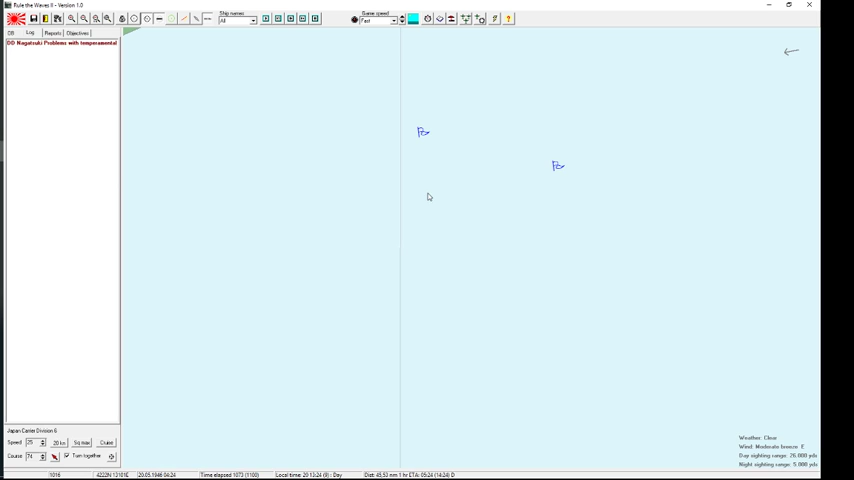 Rule the Waves II - Version 1.0
Ship names
All
Game speed
Fast
DB Log Reports Objectives
DD Nagatsuki Problems with temperamental
Japan Carrier Division 6
Speed 25 20 kn Sq max Cruise
Course 74 Turn together
Weather: Clear
Wind: Moderate breeze E
Day sighting range: 26,000 yds
Night sighting range: 5,000 yds
1016 4222N 13181E 20.05.1946 04:24 Time elapsed 1073 (1100) Local time: 20 13:24 (9) : Day Dist: 45,53 nm 1 hr ETA: 05:24 (14:24) D